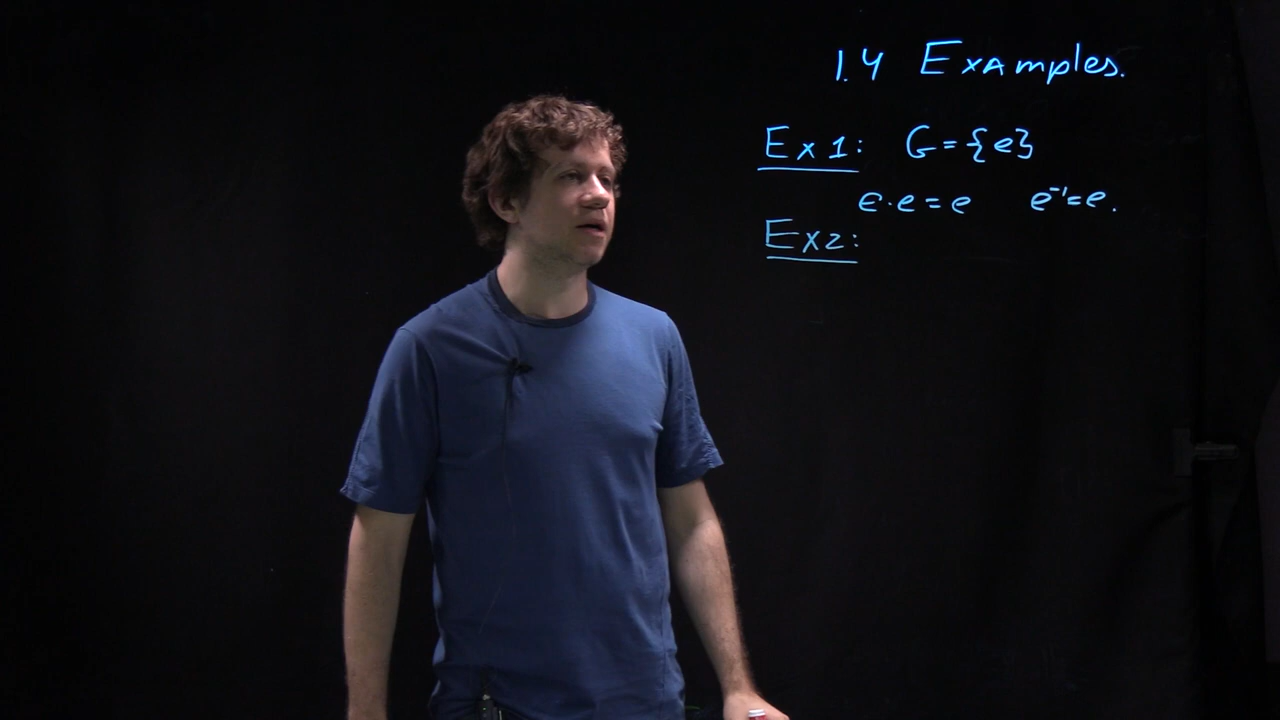 1.4 Examples.
Ex 1: G = {e}
e · e = e e⁻¹ = e.
Ex 2: